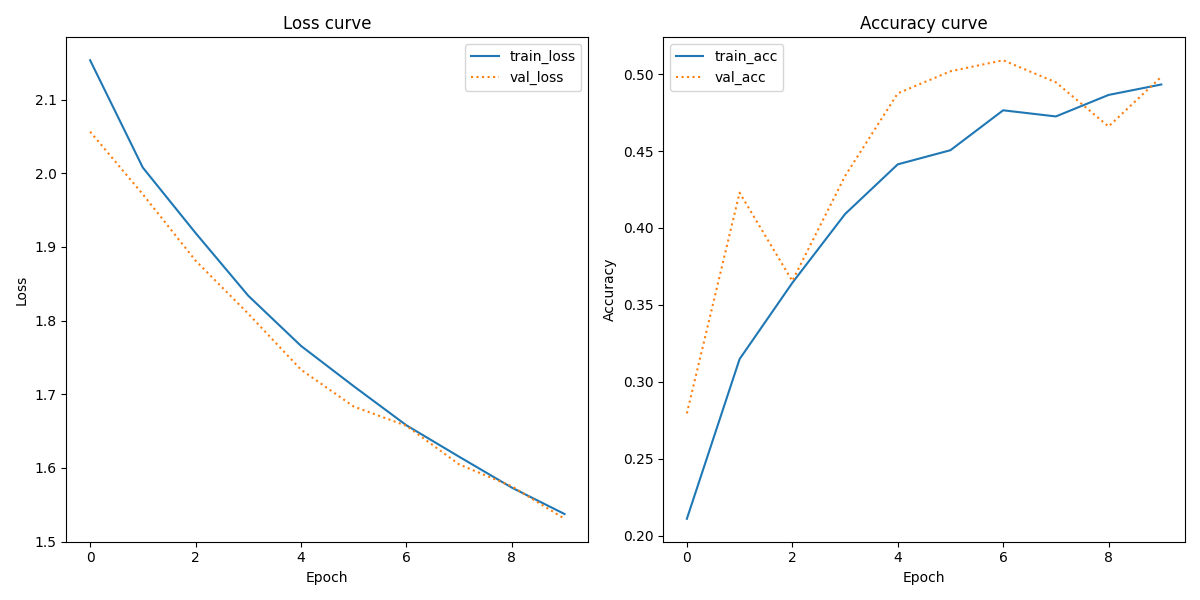 Loss curve
train_loss
val_loss
2.1
2.0
1.9
1.8
1.7
1.6
1.5
Loss
0
2
4
6
8
Epoch
Accuracy curve
train_acc
val_acc
0.50
0.45
0.40
0.35
0.30
0.25
0.20
Accuracy
0
2
4
6
8
Epoch